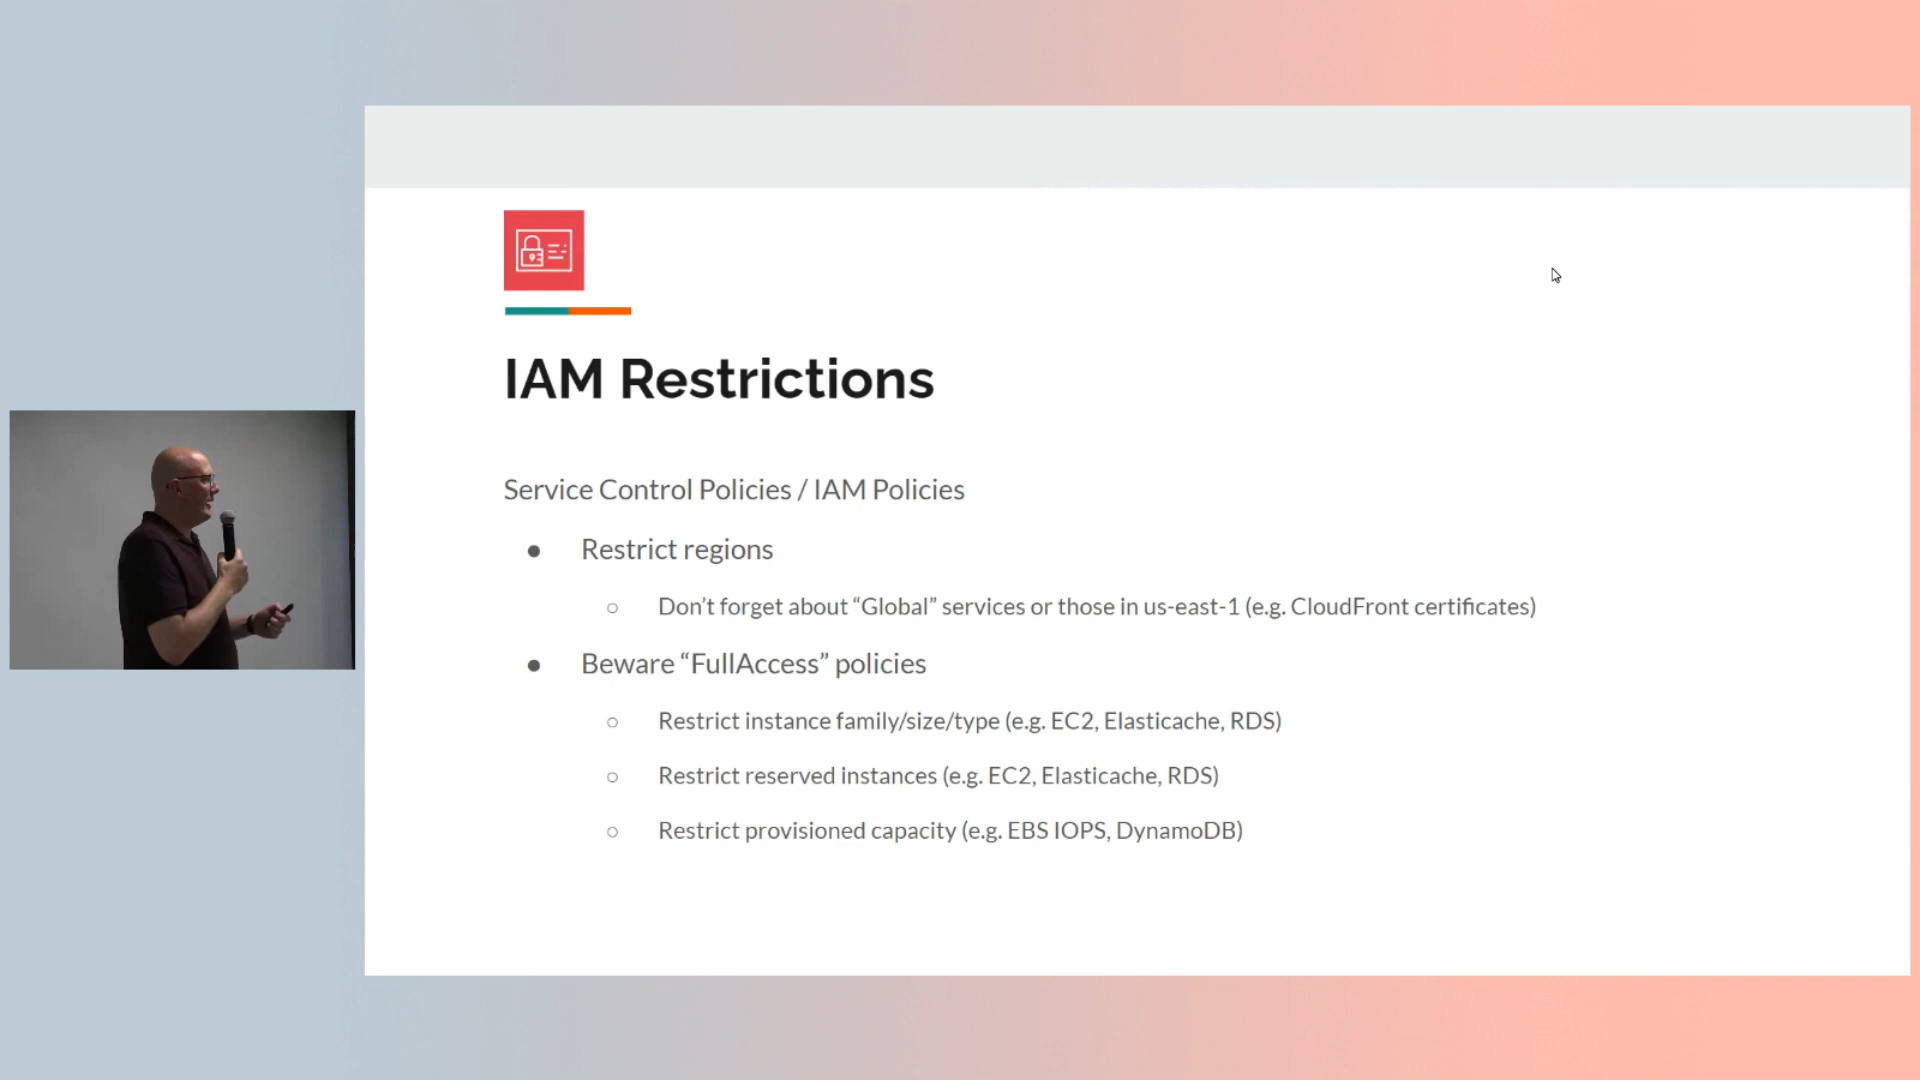 IAM Restrictions
Service Control Policies / IAM Policies
● Restrict regions
○ Don’t forget about “Global” services or those in us-east-1 (e.g. CloudFront certificates)
● Beware “FullAccess” policies
○ Restrict instance family/size/type (e.g. EC2, Elasticache, RDS)
○ Restrict reserved instances (e.g. EC2, Elasticache, RDS)
○ Restrict provisioned capacity (e.g. EBS IOPS, DynamoDB)